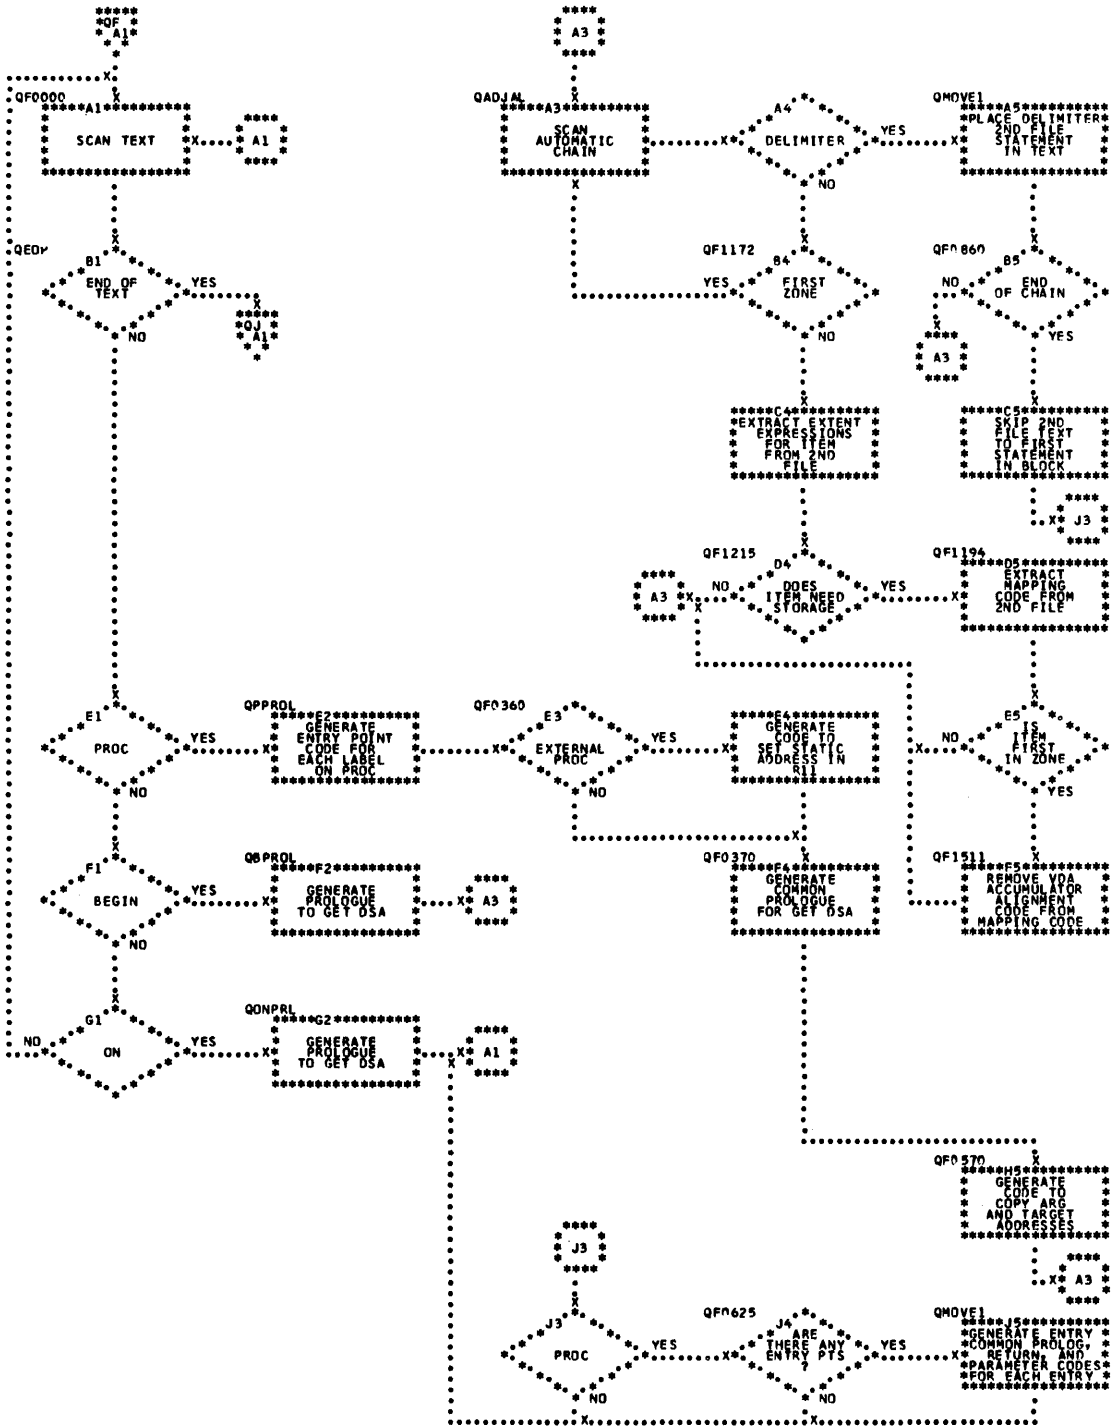 QF
A1
A3
QF0000
A1
SCAN TEXT
A1
QADJAL
A3
SCAN
AUTOMATIC
CHAIN
A4
DELIMITER
YES
NO
QMOVE1
A5
PLACE DELIMITER
2ND FILE
STATEMENT
IN TEXT
B1
END OF
TEXT
YES
NO
QJ
A1
QF1172
B4
FIRST
ZONE
YES
NO
QF0860
B5
END
OF CHAIN
NO
YES
A3
C4
EXTRACT EXTENT
EXPRESSIONS
FOR ITEM
FROM 2ND
FILE
C5
SKIP 2ND
FILE TEXT
TO FIRST
STATEMENT
IN BLOCK
J3
QF1215
D4
DOES
ITEM NEED
STORAGE
NO
YES
A3
QF1194
D5
EXTRACT
MAPPING
CODE FROM
2ND FILE
E1
PROC
YES
NO
QPPROL
E2
GENERATE
ENTRY POINT
CODE FOR
EACH LABEL
ON PROC
QF0360
E3
EXTERNAL
PROC
YES
NO
E4
GENERATE
CODE TO
SET STATIC
ADDRESS IN
R11
E5
IS
ITEM
FIRST
IN ZONE
NO
YES
F1
BEGIN
YES
NO
QBPROL
F2
GENERATE
PROLOGUE
TO GET DSA
A3
QF0370
F4
GENERATE
COMMON
PROLOGUE
FOR GET DSA
QF1511
F5
REMOVE VDA
ACCUMULATOR
ALIGNMENT
CODE FROM
MAPPING CODE
G1
ON
NO
YES
QONPRL
G2
GENERATE
PROLOGUE
TO GET DSA
A1
QF0570
H5
GENERATE
CODE TO
COPY ARG
AND TARGET
ADDRESSES
A3
J3
J3
PROC
YES
NO
QF0625
J4
ARE
THERE ANY
ENTRY PTS
?
YES
NO
QMOVE1
J5
GENERATE ENTRY
COMMON PROLOG,
RETURN, AND
PARAMETER CODES
FOR EACH ENTRY